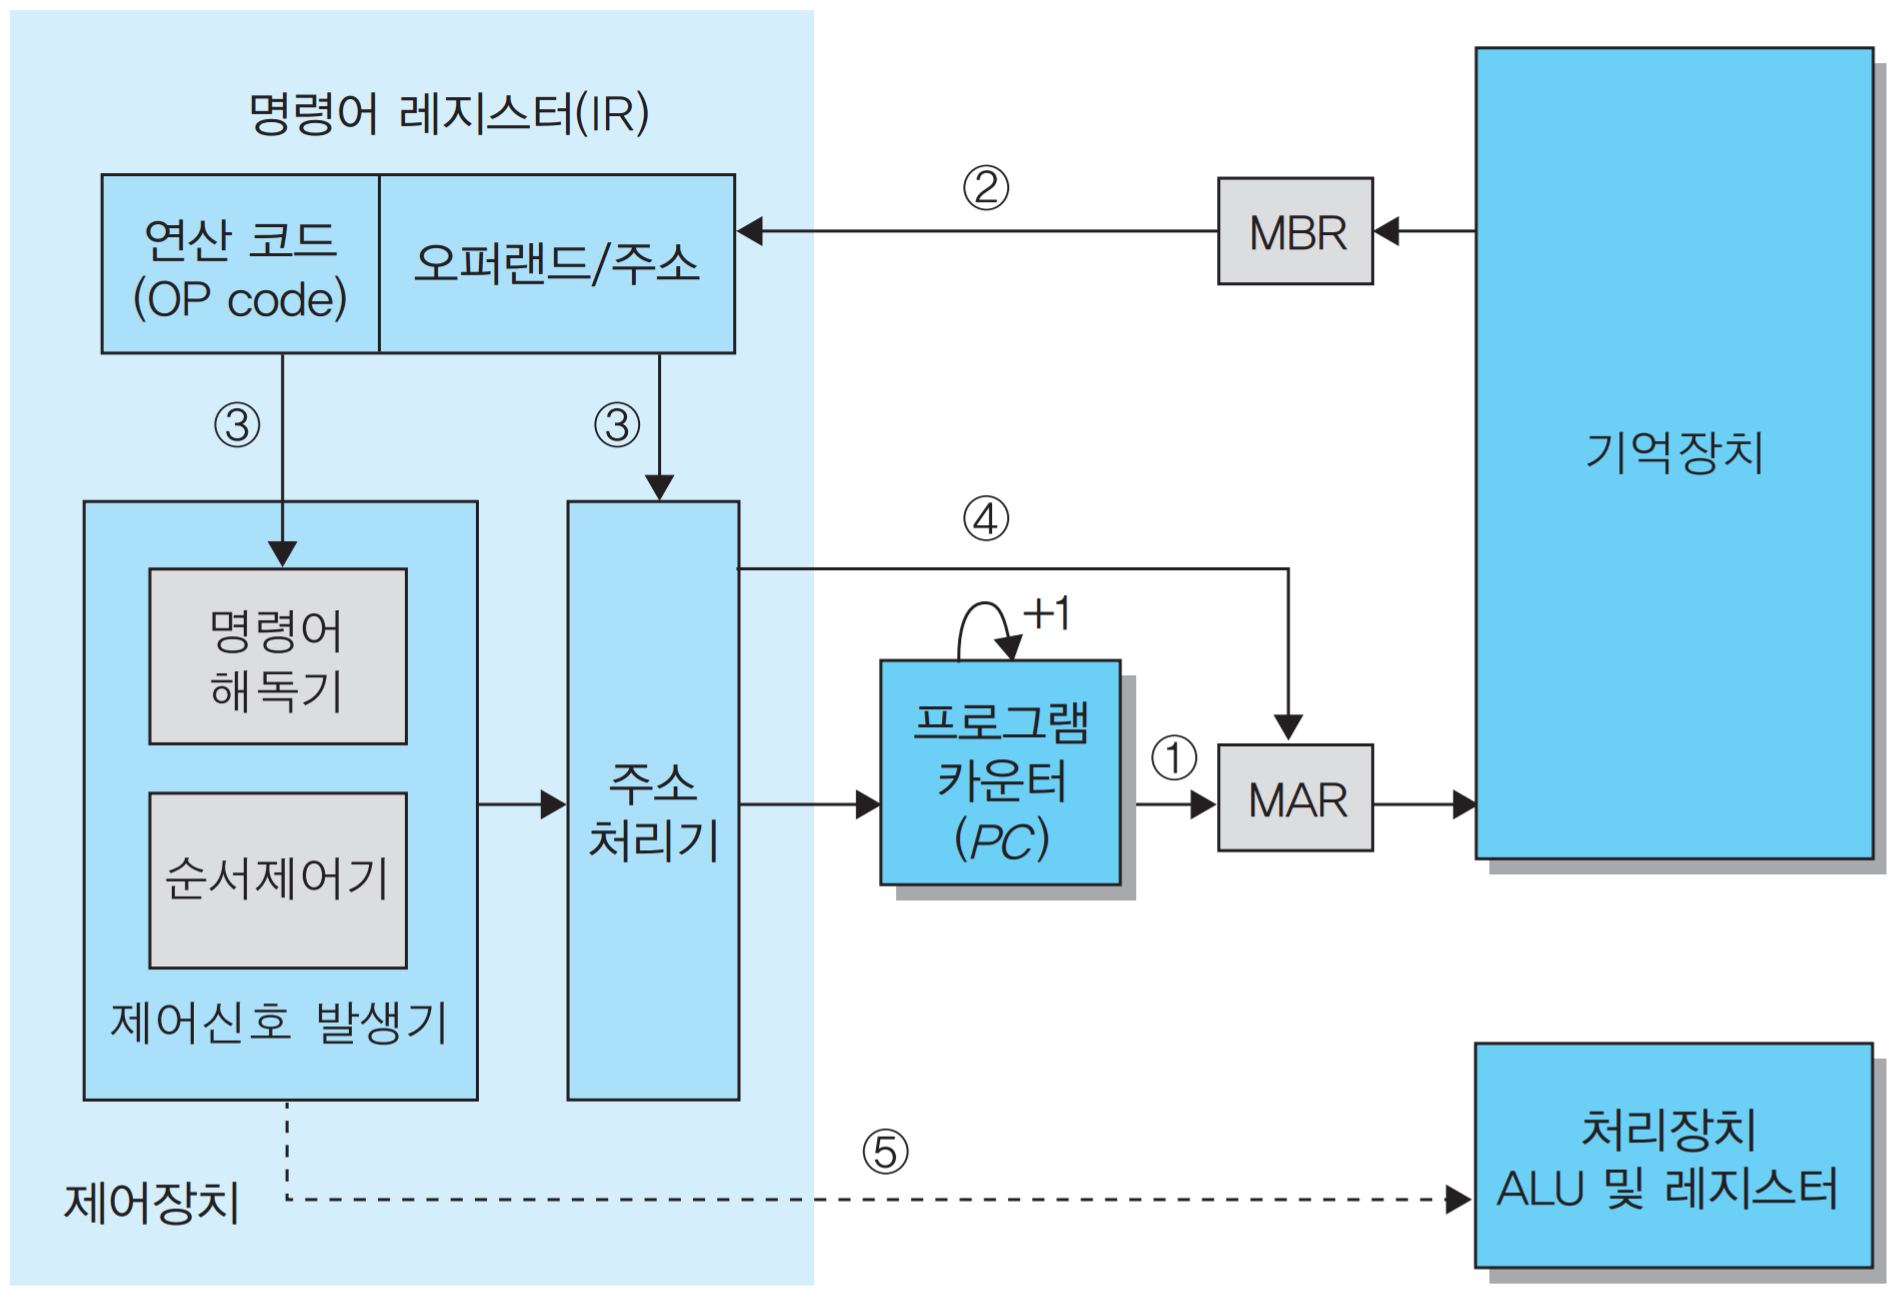 명령어 레지스터(IR)
연산 코드
(OP code)
오퍼랜드/주소
②
MBR
기억장치
③
③
④
+1
명령어
해독기
순서제어기
제어신호 발생기
주소
처리기
프로그램
카운터
(PC)
①
MAR
⑤
제어장치
처리장치
ALU 및 레지스터